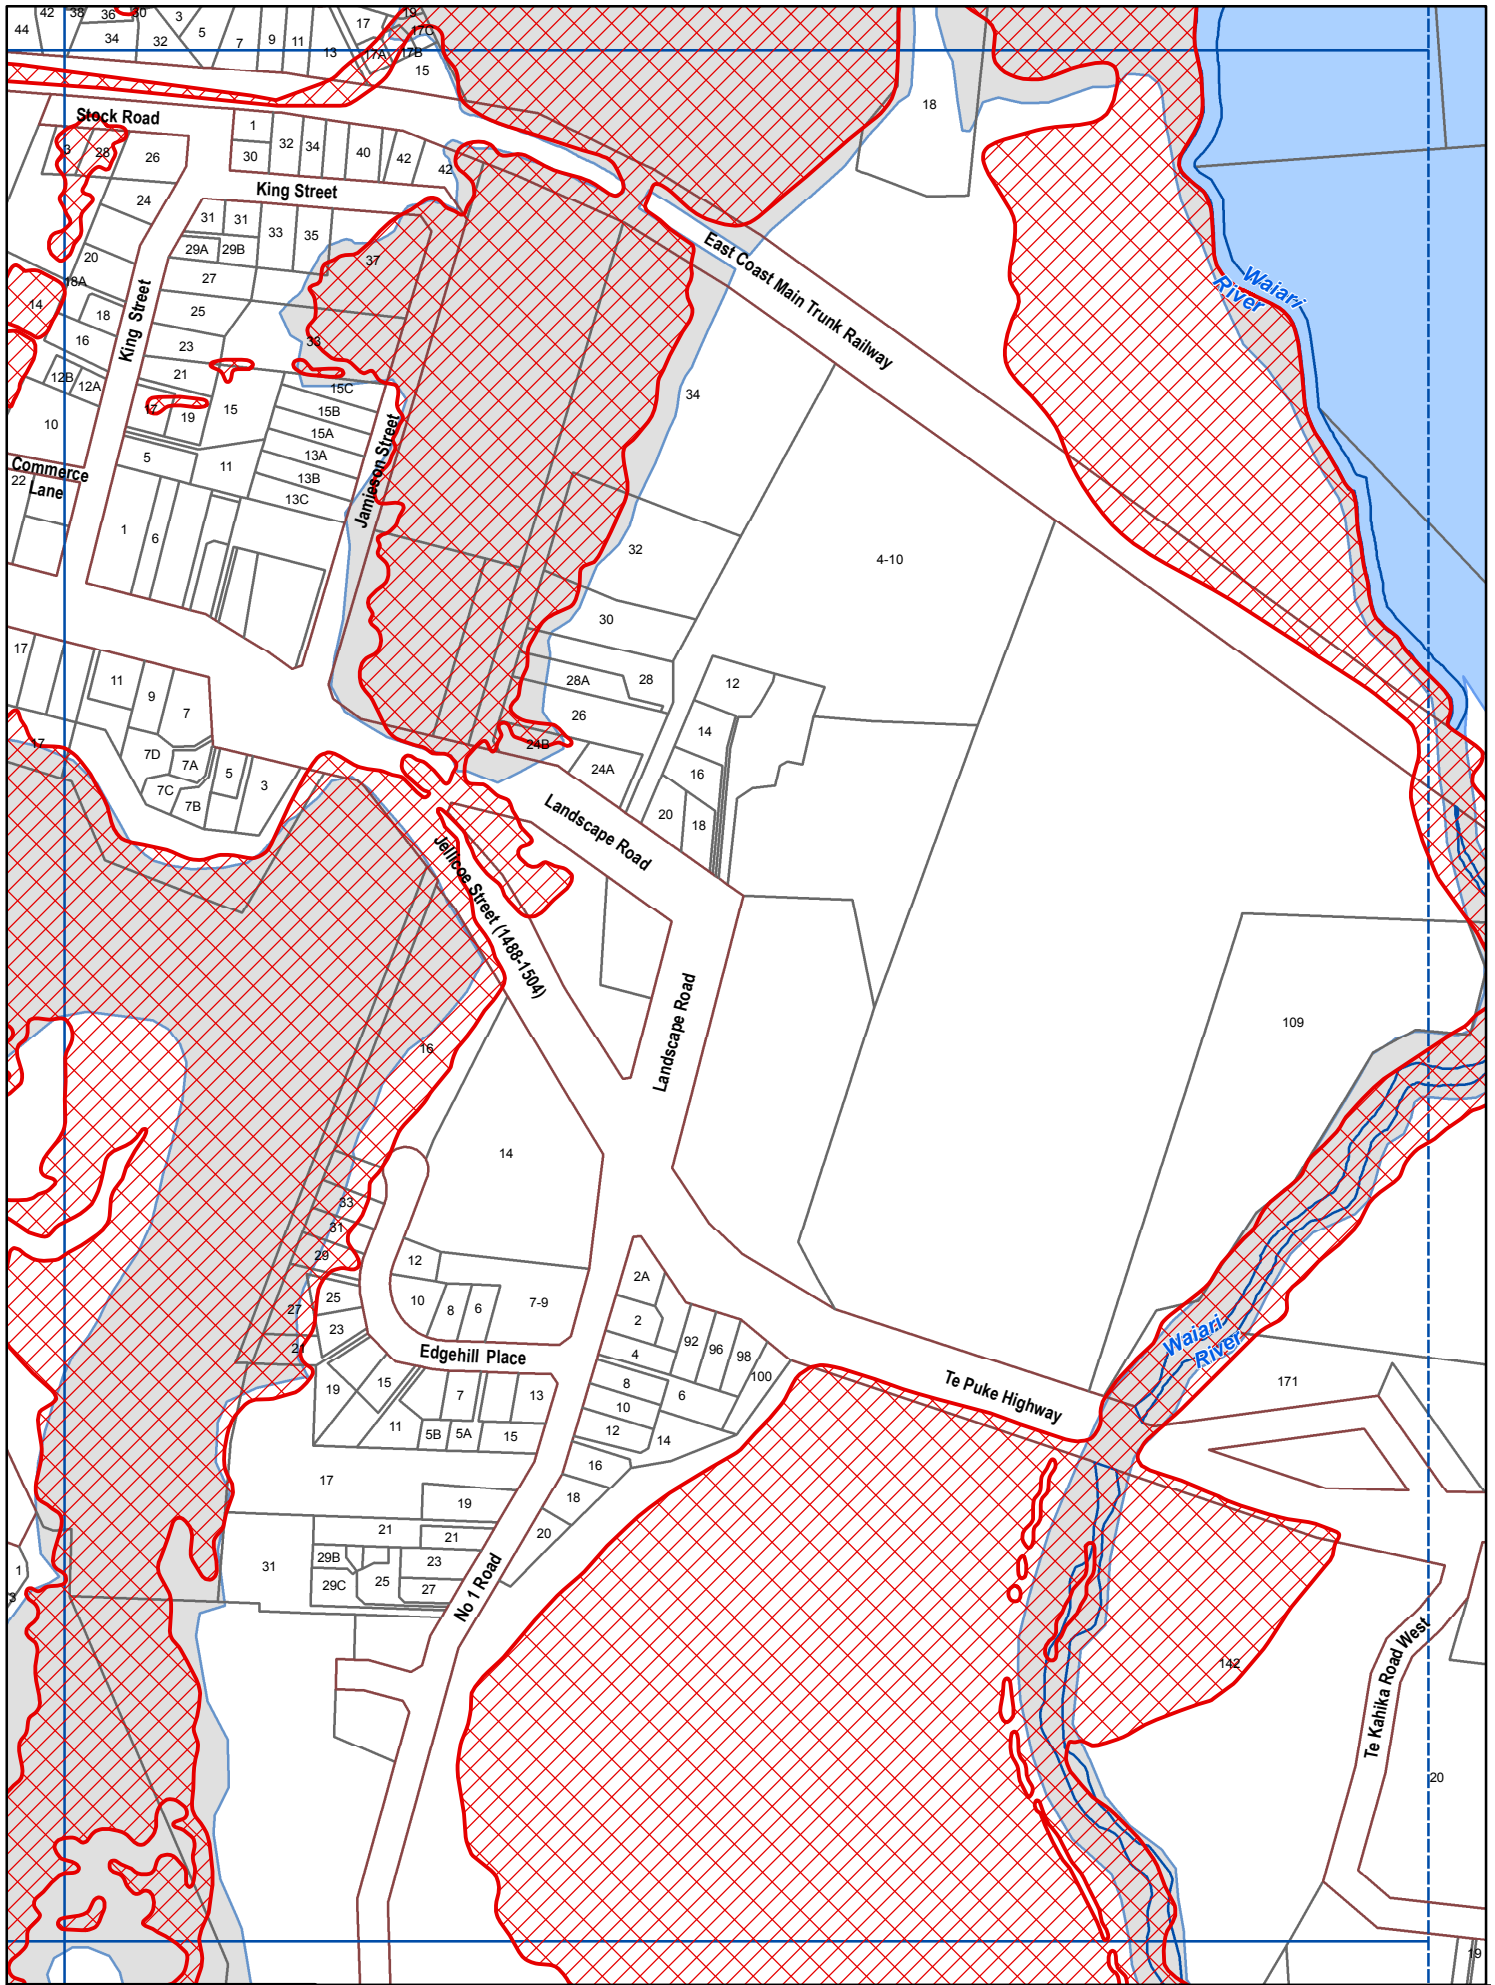 44
42
38
36
30
34
32
3
5
7
9
11
13
17
19
17C
17A
17B
15
18
Stock Road
3
28
26
1
30
32
34
40
42
42
King Street
24
31
31
33
35
29A
29B
37
20
18A
27
14
18
25
16
King Street
23
33
12B
12A
21
15C
17
19
15
15B
10
15A
13A
5
11
13B
13C
Commerce
Lane
22
1
6
Jamieson Street
East Coast Main Trunk Railway
Waiari
River
34
32
4-10
30
28A
28
26
24B
24A
12
14
16
20
18
17
11
9
7
17
7D
7A
7C
7B
5
3
Landscape Road
Jellicoe Street (1488-1504)
Landscape Road
109
16
14
33
31
29
12
25
27
10
8
6
7-9
23
21
2A
2
4
92
96
98
100
Edgehill Place
19
15
7
13
8
10
6
11
5B
5A
15
12
14
Waiari
River
171
Te Puke Highway
17
16
19
18
21
21
20
29B
23
31
29C
25
27
1
3
No 1 Road
142
Te Kahika Road West
20
19